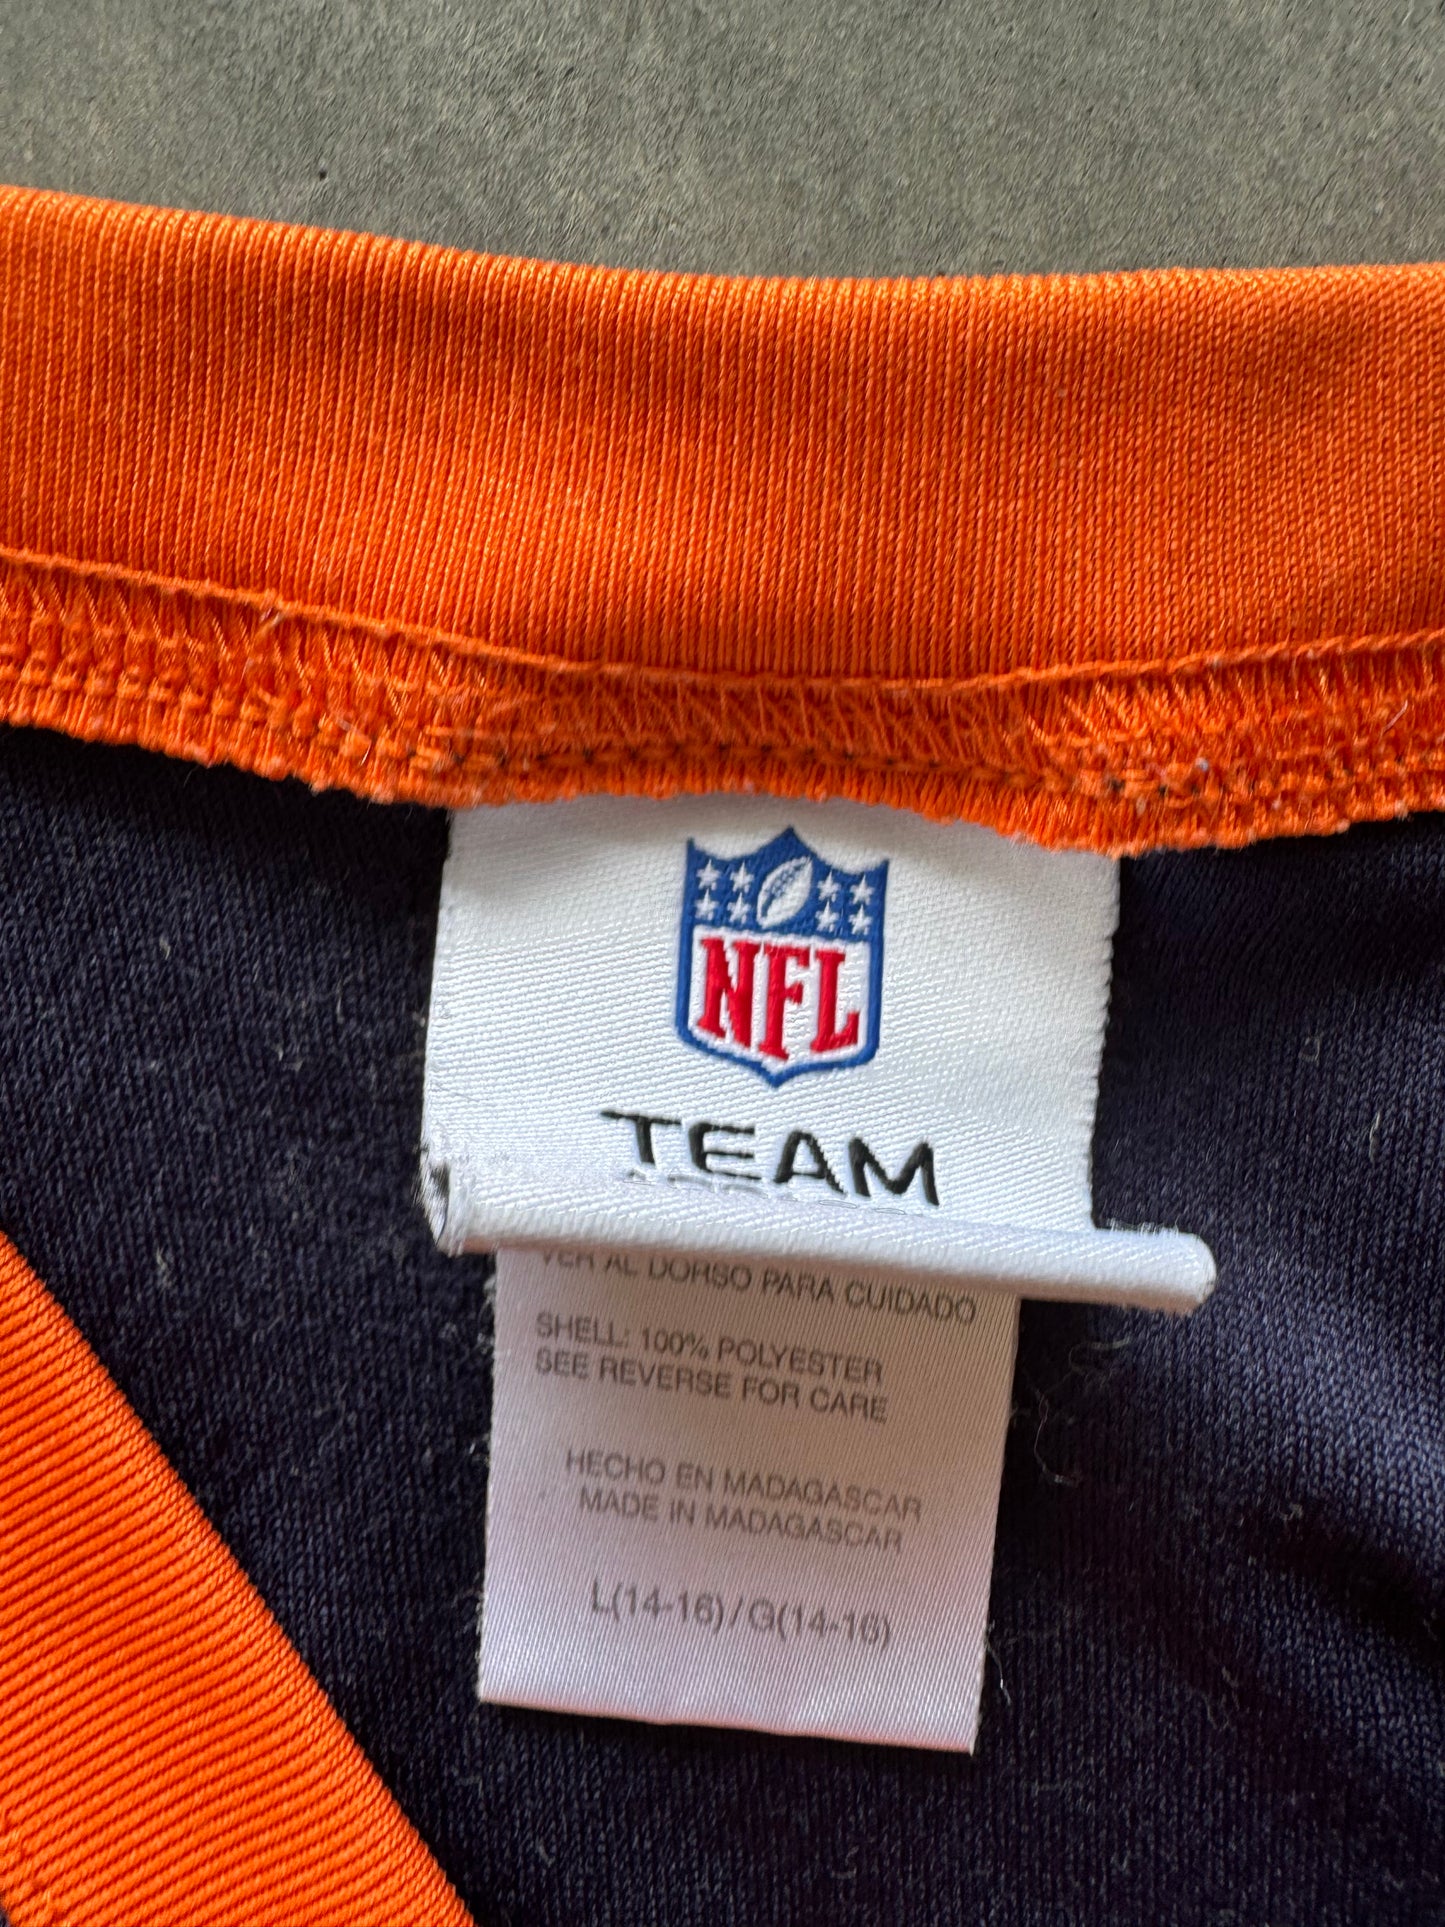 NFL
TEAM
VER AL DORSO PARA CUIDADO
SHELL: 100% POLYESTER
SEE REVERSE FOR CARE
HECHO EN MADAGASCAR
MADE IN MADAGASCAR
L(14-16)/G(14-16)